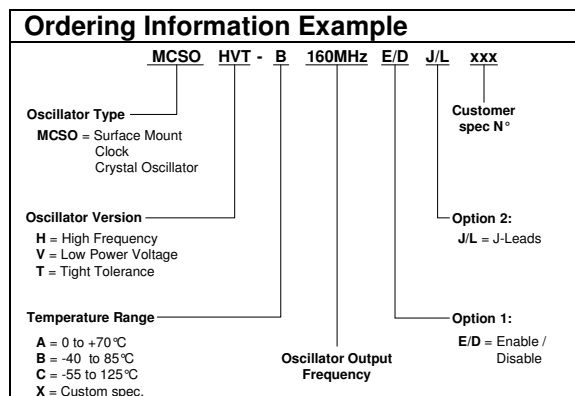 Ordering Information Example
MCSO HVT - B 160MHz E/D J/L xxx
Oscillator Type
MCSO = Surface Mount
Clock
Crystal Oscillator
Customer
spec N°
Oscillator Version
H = High Frequency
V = Low Power Voltage
T = Tight Tolerance
Option 2:
J/L = J-Leads
Temperature Range
A = 0 to +70°C
B = -40 to 85°C
C = -55 to 125°C
X = Custom spec.
Oscillator Output
Frequency
Option 1:
E/D = Enable /
Disable